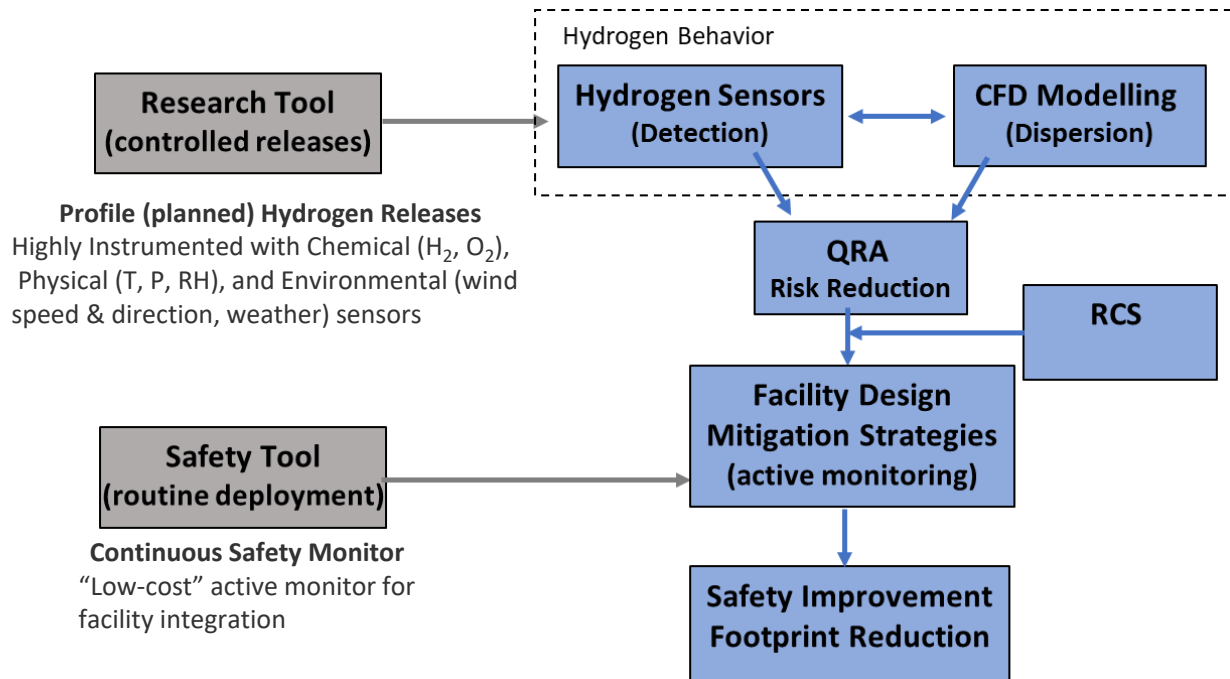 Hydrogen Behavior
Research Tool
(controlled releases)
Hydrogen Sensors
(Detection)
CFD Modelling
(Dispersion)
Profile (planned) Hydrogen Releases
Highly Instrumented with Chemical (H₂, O₂),
Physical (T, P, RH), and Environmental (wind
speed & direction, weather) sensors
QRA
Risk Reduction
RCS
Facility Design
Mitigation Strategies
(active monitoring)
Safety Tool
(routine deployment)
Continuous Safety Monitor
“Low-cost” active monitor for
facility integration
Safety Improvement
Footprint Reduction